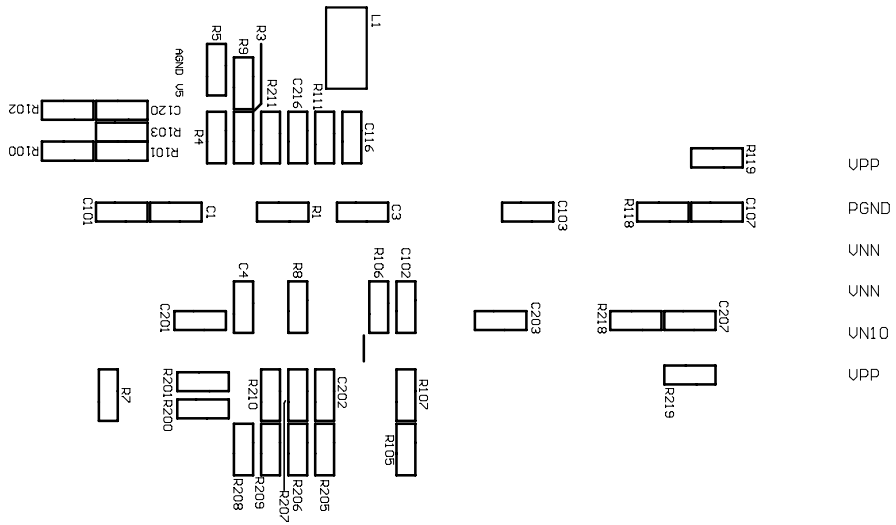 L1
R3
R5
R9
AGND V5
R211
C216
R111
R102
C120
R103
R4
C116
R100
R101
R119
VPP
C101
C1
R1
C3
C103
R118
C107
PGND
VNN
C4
R8
R106
C102
VNN
C201
C203
R218
C207
VN10
R7
R201
R200
R210
C202
R107
R219
VPP
R105
R208
R209
R207
R206
R205